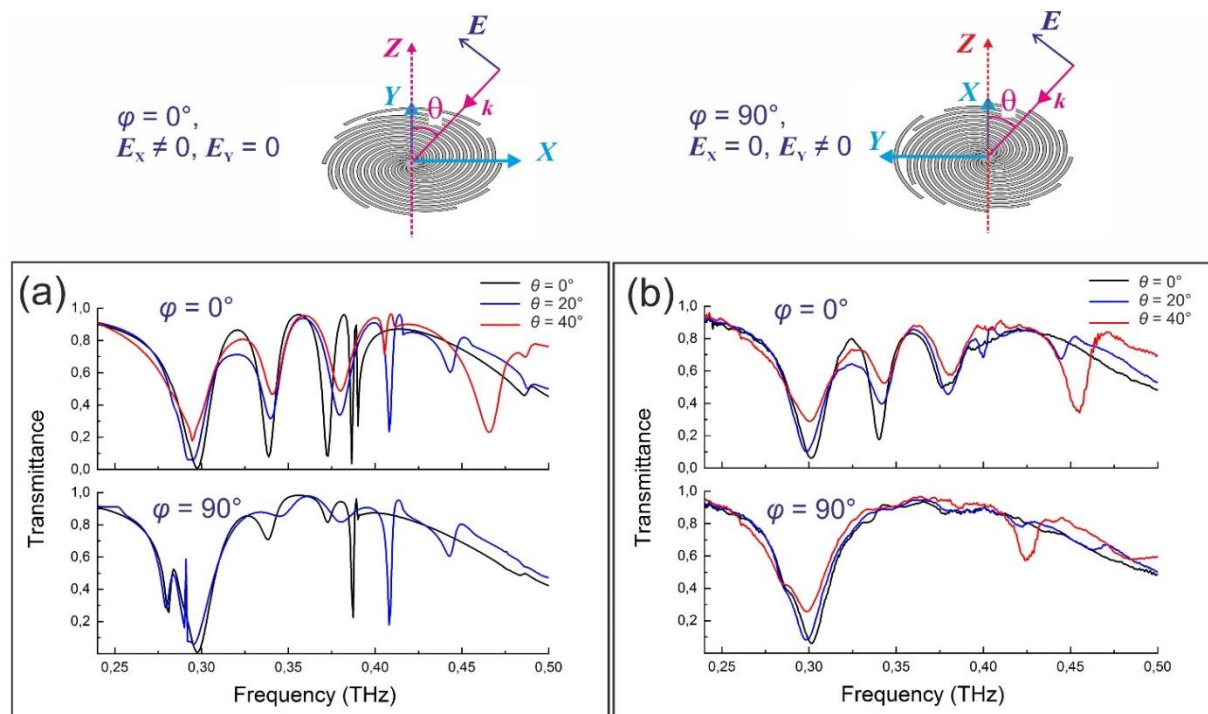 E
Z
Y
θ
k
X
φ = 0°,
Eₓ ≠ 0, Eᵧ = 0
E
Z
X
θ
k
Y
φ = 90°,
Eₓ = 0, Eᵧ ≠ 0
(a)
φ = 0°
θ = 0°
θ = 20°
θ = 40°
1,0
0,8
0,6
0,4
0,2
0,0
φ = 90°
1,0
0,8
0,6
0,4
0,2
Transmittance
0,25 0,30 0,35 0,40 0,45 0,50
Frequency (THz)
(b)
φ = 0°
θ = 0°
θ = 20°
θ = 40°
1,0
0,8
0,6
0,4
0,2
0,0
φ = 90°
1,0
0,8
0,6
0,4
0,2
Transmittance
0,25 0,30 0,35 0,40 0,45 0,50
Frequency (THz)